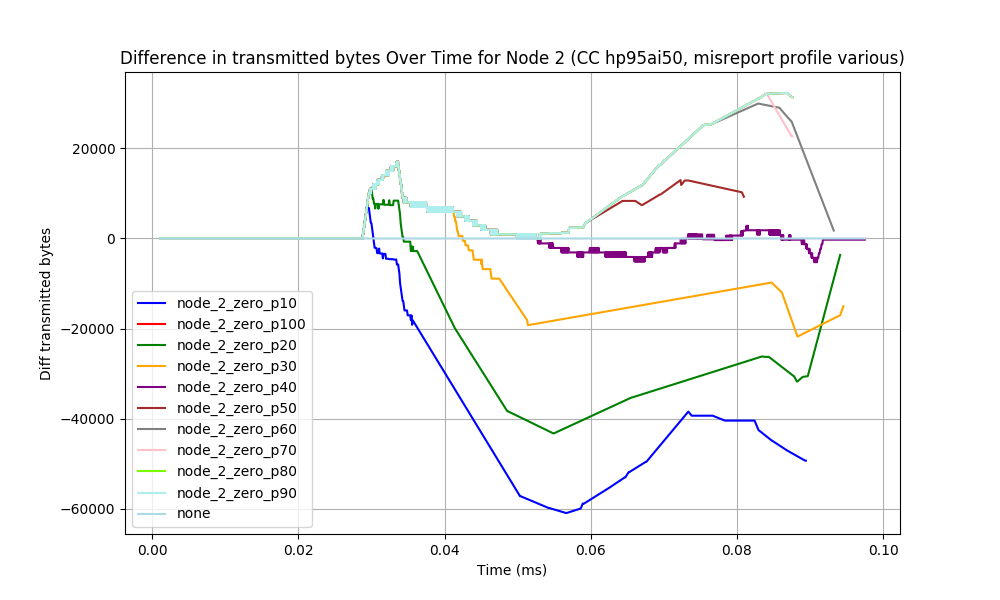 Difference in transmitted bytes Over Time for Node 2 (CC hp95ai50, misreport profile various)
Diff transmitted bytes
20000
0
−20000
−40000
−60000
node_2_zero_p10
node_2_zero_p100
node_2_zero_p20
node_2_zero_p30
node_2_zero_p40
node_2_zero_p50
node_2_zero_p60
node_2_zero_p70
node_2_zero_p80
node_2_zero_p90
none
0.00 0.02 0.04 0.06 0.08 0.10
Time (ms)